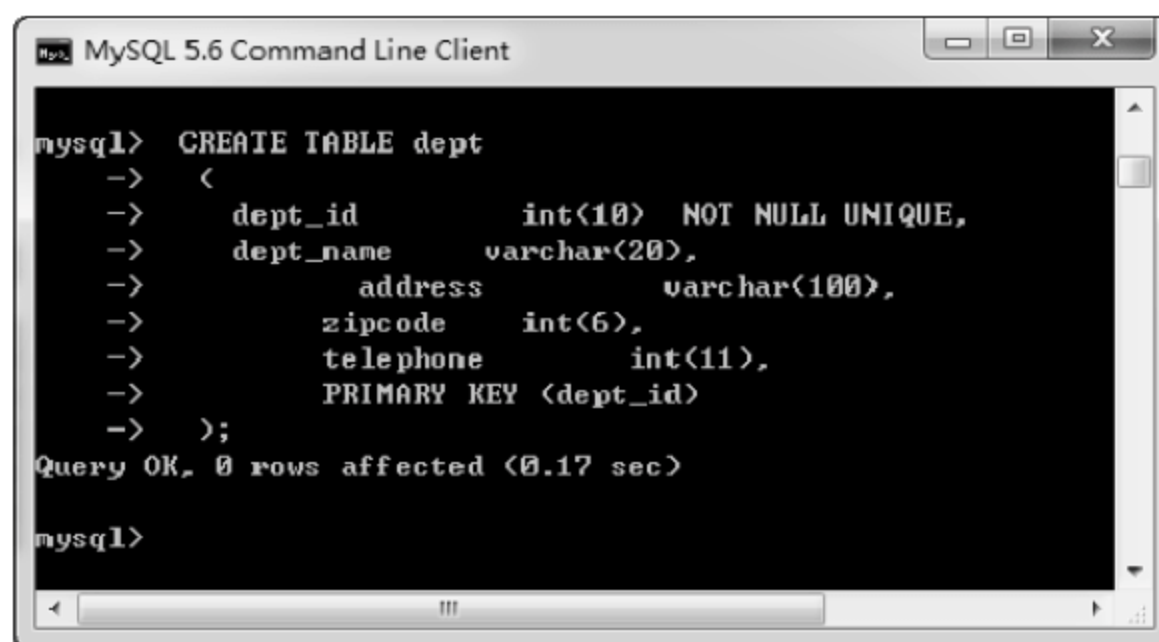 MySQL 5.6 Command Line Client
mysql> CREATE TABLE dept
-> (
-> dept_id int(10) NOT NULL UNIQUE,
-> dept_name varchar(20),
-> address varchar(100),
-> zipcode int(6),
-> telephone int(11),
-> PRIMARY KEY (dept_id)
-> );
Query OK, 0 rows affected (0.17 sec)
mysql>